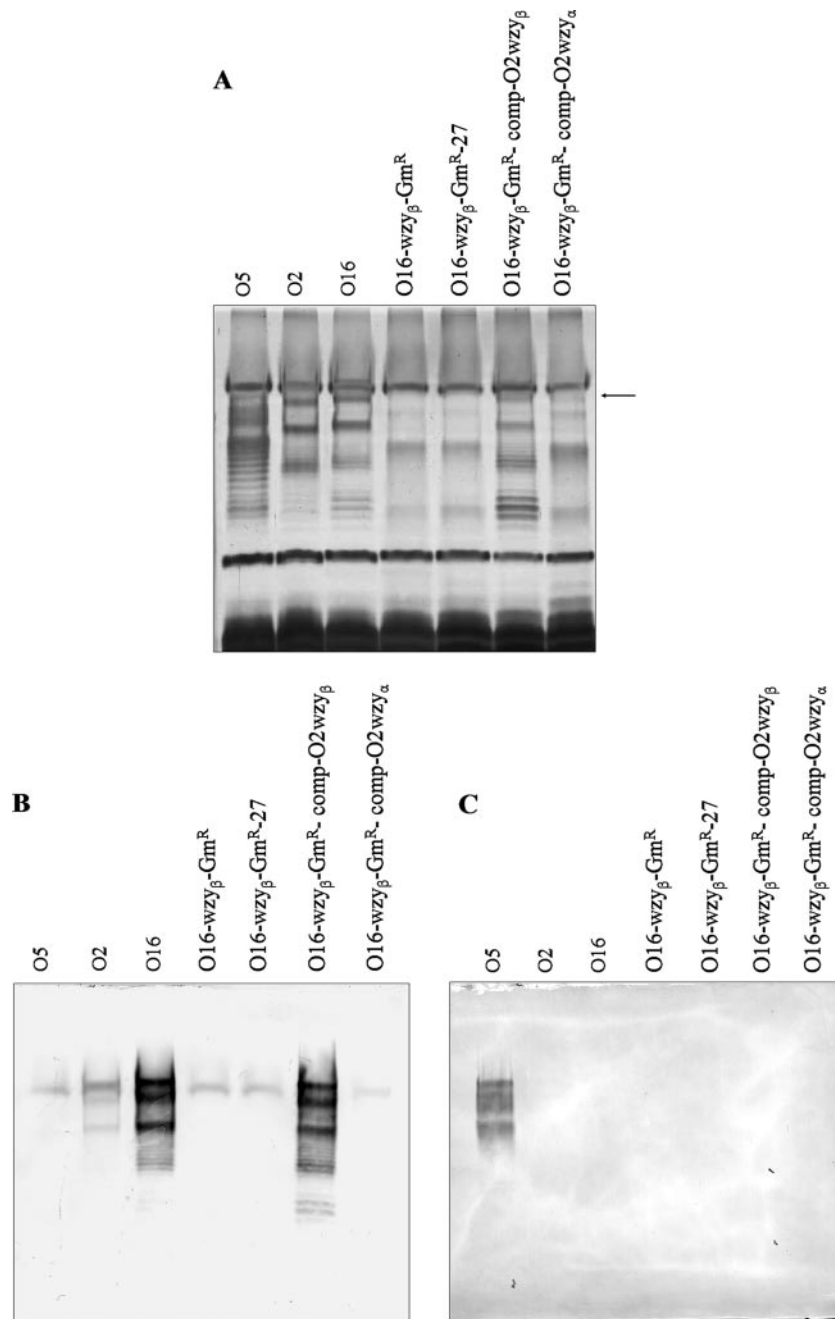 A
O5
O2
O16
O16-wzyβ-Gmᴿ
O16-wzyβ-Gmᴿ-27
O16-wzyβ-Gmᴿ- comp-O2wzyβ
O16-wzyβ-Gmᴿ- comp-O2wzyα
B
O5
O2
O16
O16-wzyβ-Gmᴿ
O16-wzyβ-Gmᴿ-27
O16-wzyβ-Gmᴿ- comp-O2wzyβ
O16-wzyβ-Gmᴿ- comp-O2wzyα
C
O5
O2
O16
O16-wzyβ-Gmᴿ
O16-wzyβ-Gmᴿ-27
O16-wzyβ-Gmᴿ- comp-O2wzyβ
O16-wzyβ-Gmᴿ- comp-O2wzyα